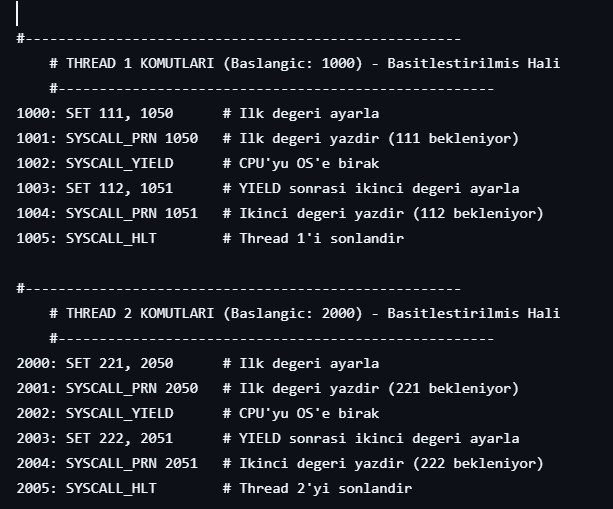 #-----------------------------------------------------
# THREAD 1 KOMUTLARI (Baslangic: 1000) - Basitlestirilmis Hali
#-----------------------------------------------------
1000: SET 111, 1050 # Ilk degeri ayarla
1001: SYSCALL_PRN 1050 # Ilk degeri yazdir (111 bekleniyor)
1002: SYSCALL_YIELD # CPU'yu OS'e birak
1003: SET 112, 1051 # YIELD sonrasi ikinci degeri ayarla
1004: SYSCALL_PRN 1051 # Ikinci degeri yazdir (112 bekleniyor)
1005: SYSCALL_HLT # Thread 1'i sonlandir
#-----------------------------------------------------
# THREAD 2 KOMUTLARI (Baslangic: 2000) - Basitlestirilmis Hali
#-----------------------------------------------------
2000: SET 221, 2050 # Ilk degeri ayarla
2001: SYSCALL_PRN 2050 # Ilk degeri yazdir (221 bekleniyor)
2002: SYSCALL_YIELD # CPU'yu OS'e birak
2003: SET 222, 2051 # YIELD sonrasi ikinci degeri ayarla
2004: SYSCALL_PRN 2051 # Ikinci degeri yazdir (222 bekleniyor)
2005: SYSCALL_HLT # Thread 2'yi sonlandir